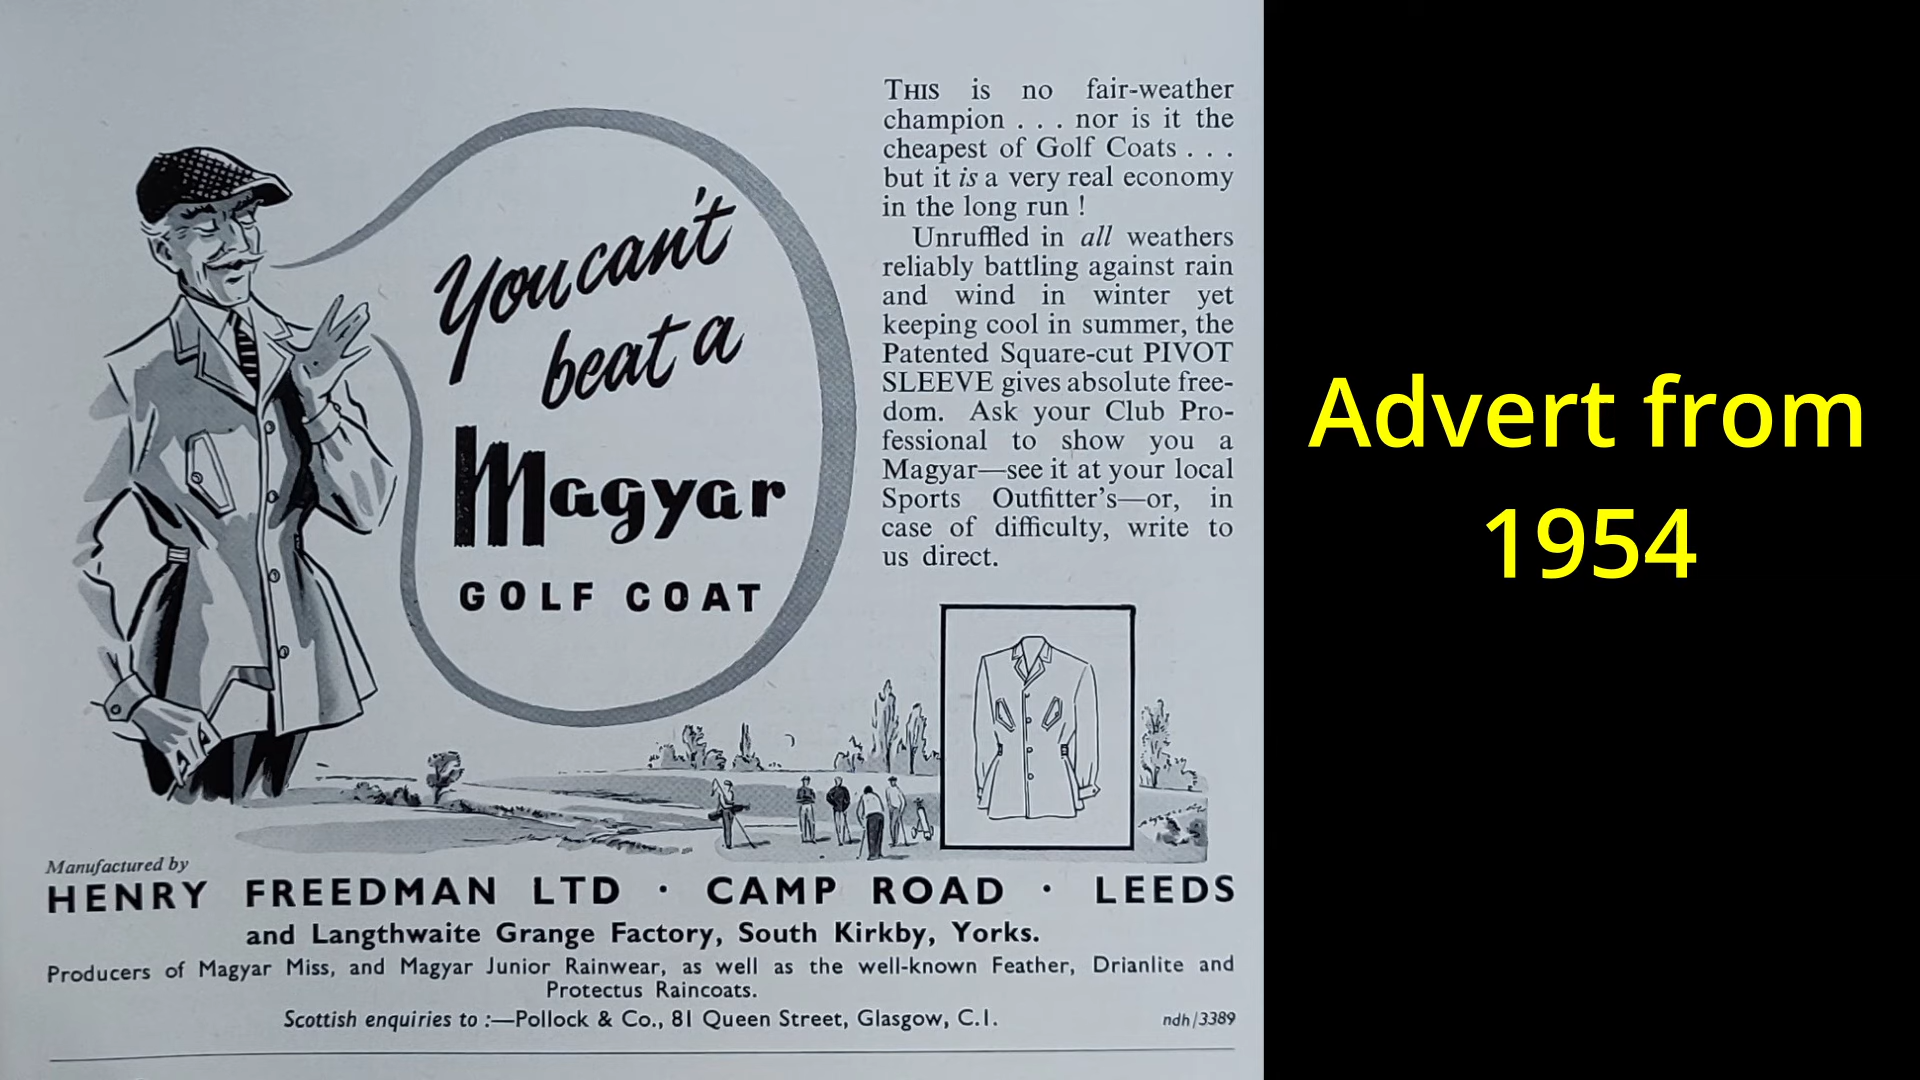 You can't
beat a
Magyar
GOLF COAT
THIS is no fair-weather
champion . . . nor is it the
cheapest of Golf Coats . . .
but it is a very real economy
in the long run !
Unruffled in all weathers
reliably battling against rain
and wind in winter yet
keeping cool in summer, the
Patented Square-cut PIVOT
SLEEVE gives absolute free-
dom. Ask your Club Pro-
fessional to show you a
Magyar—see it at your local
Sports Outfitter's—or, in
case of difficulty, write to
us direct.
Manufactured by
HENRY FREEDMAN LTD · CAMP ROAD · LEEDS
and Langthwaite Grange Factory, South Kirkby, Yorks.
Producers of Magyar Miss, and Magyar Junior Rainwear, as well as the well-known Feather, Drianlite and
Protectus Raincoats.
Scottish enquiries to :—Pollock & Co., 81 Queen Street, Glasgow, C.1.
ndh/3389
Advert from
1954